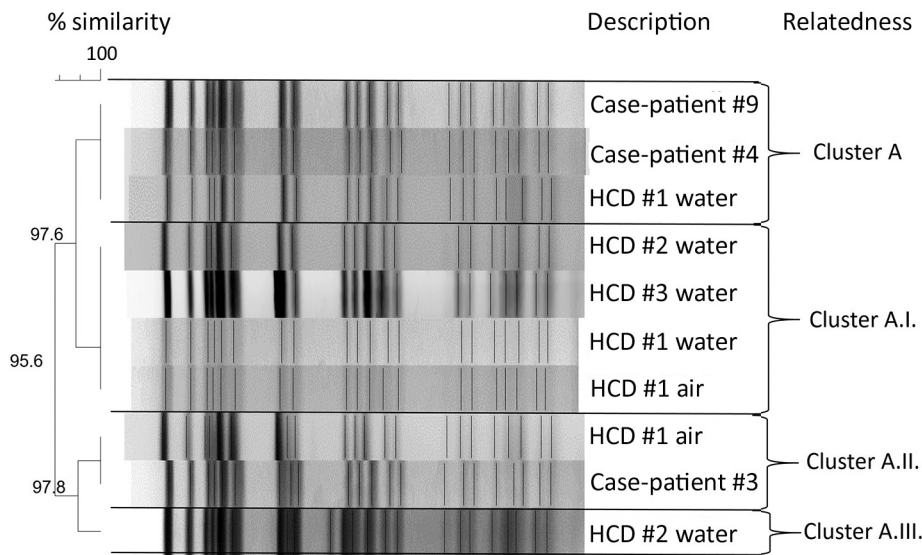 % similarity Description Relatedness
100
Case-patient #9
Case-patient #4
Cluster A
HCD #1 water
97.6
HCD #2 water
HCD #3 water
Cluster A.I.
HCD #1 water
95.6
HCD #1 air
HCD #1 air
Cluster A.II.
Case-patient #3
97.8
HCD #2 water
Cluster A.III.